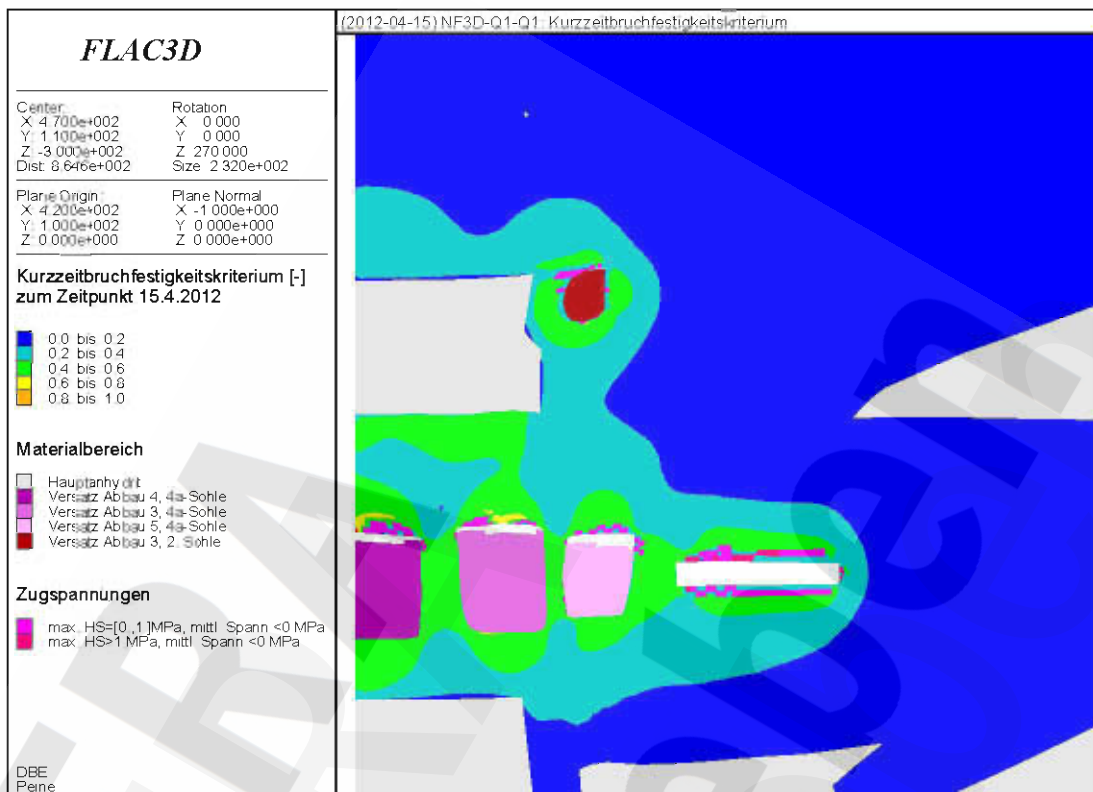 (2012-04-15) NF3D-Q1-Q1: Kurzzeitbruchfestigkeitskriterium
FLAC3D
Center: Rotation
X: 4.700e+002 X: 0.000
Y: 1.100e+002 Y: 0.000
Z: -3.000e+002 Z: 270.000
Dist: 8.646e+002 Size: 2.320e+002
Plane Origin: Plane Normal:
X: 4.200e+002 X: -1.000e+000
Y: 1.000e+002 Y: 0.000e+000
Z: 0.000e+000 Z: 0.000e+000
Kurzzeitbruchfestigkeitskriterium [-]
zum Zeitpunkt 15.4.2012
0.0 bis 0.2
0.2 bis 0.4
0.4 bis 0.6
0.6 bis 0.8
0.8 bis 1.0
Materialbereich
Hauptanhydrit
Versatz Abbau 4, 4a-Sohle
Versatz Abbau 3, 4a-Sohle
Versatz Abbau 5, 4a-Sohle
Versatz Abbau 3, 2. Sohle
Zugspannungen
max. HS=[0.,1.]MPa, mittl. Spann.<0 MPa
max. HS>1 MPa, mittl. Spann.<0 MPa
DBE
Peine